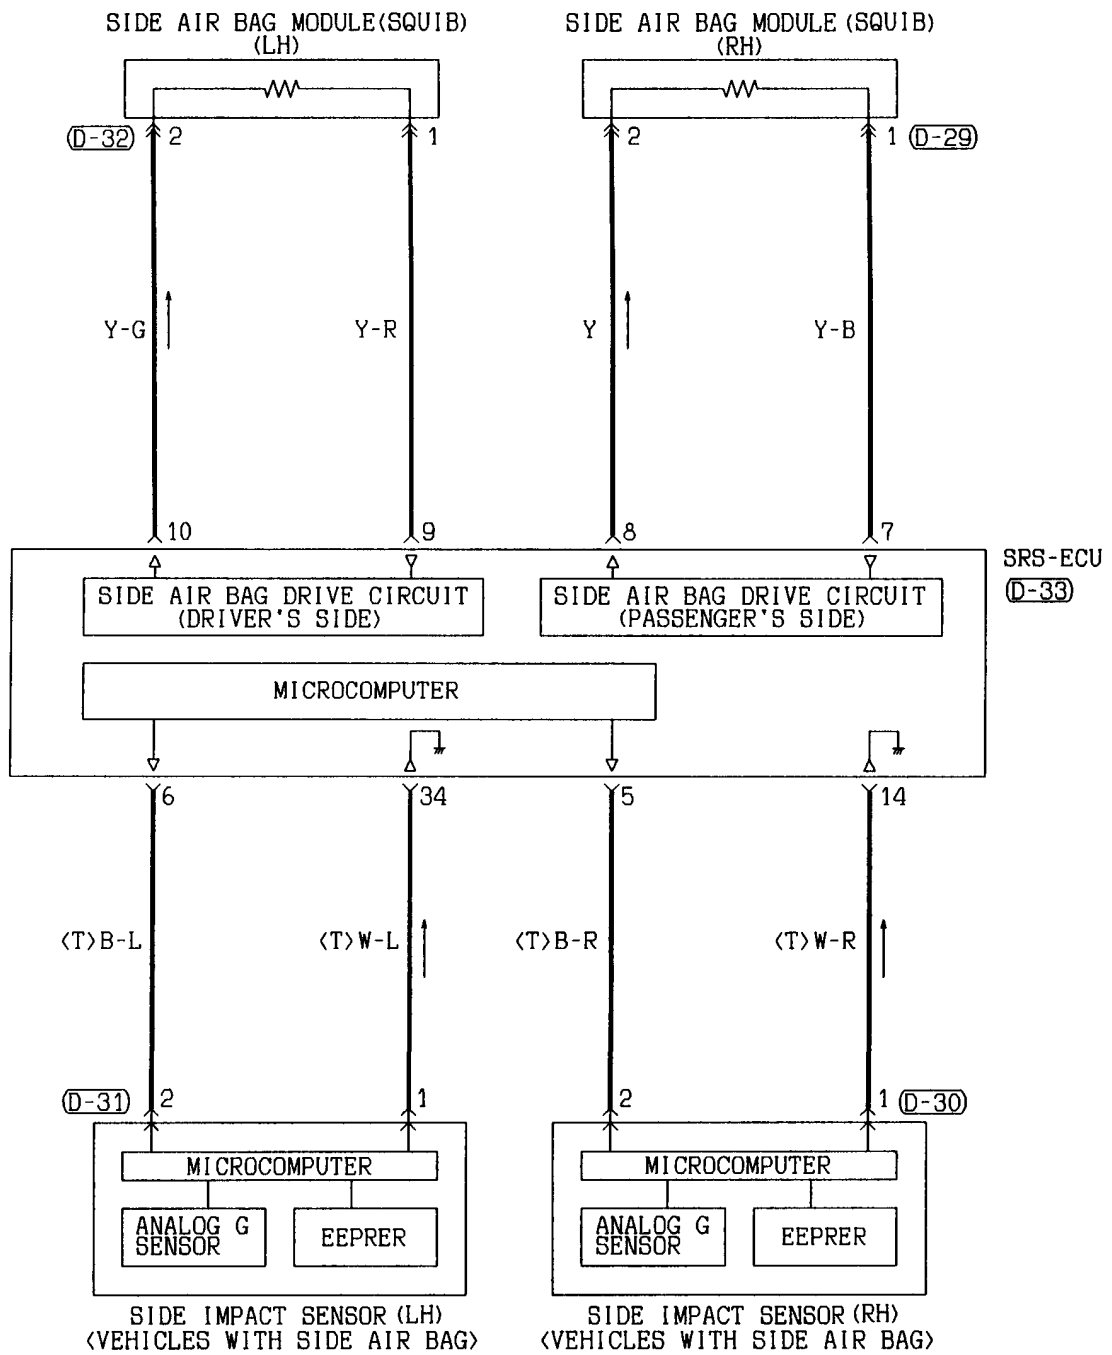 SIDE AIR BAG MODULE(SQUIB)
(LH)
SIDE AIR BAG MODULE(SQUIB)
(RH)
D-32
2
1
2
1
D-29
Y-G
Y-R
Y
Y-B
10
9
8
7
SRS-ECU
D-33
SIDE AIR BAG DRIVE CIRCUIT
(DRIVER'S SIDE)
SIDE AIR BAG DRIVE CIRCUIT
(PASSENGER'S SIDE)
MICROCOMPUTER
6
34
5
14
<T>B-L
<T>W-L
<T>B-R
<T>W-R
D-31
2
1
2
1
D-30
MICROCOMPUTER
MICROCOMPUTER
ANALOG G
SENSOR
EEPRER
ANALOG G
SENSOR
EEPRER
SIDE IMPACT SENSOR(LH)
<VEHICLES WITH SIDE AIR BAG>
SIDE IMPACT SENSOR(RH)
<VEHICLES WITH SIDE AIR BAG>